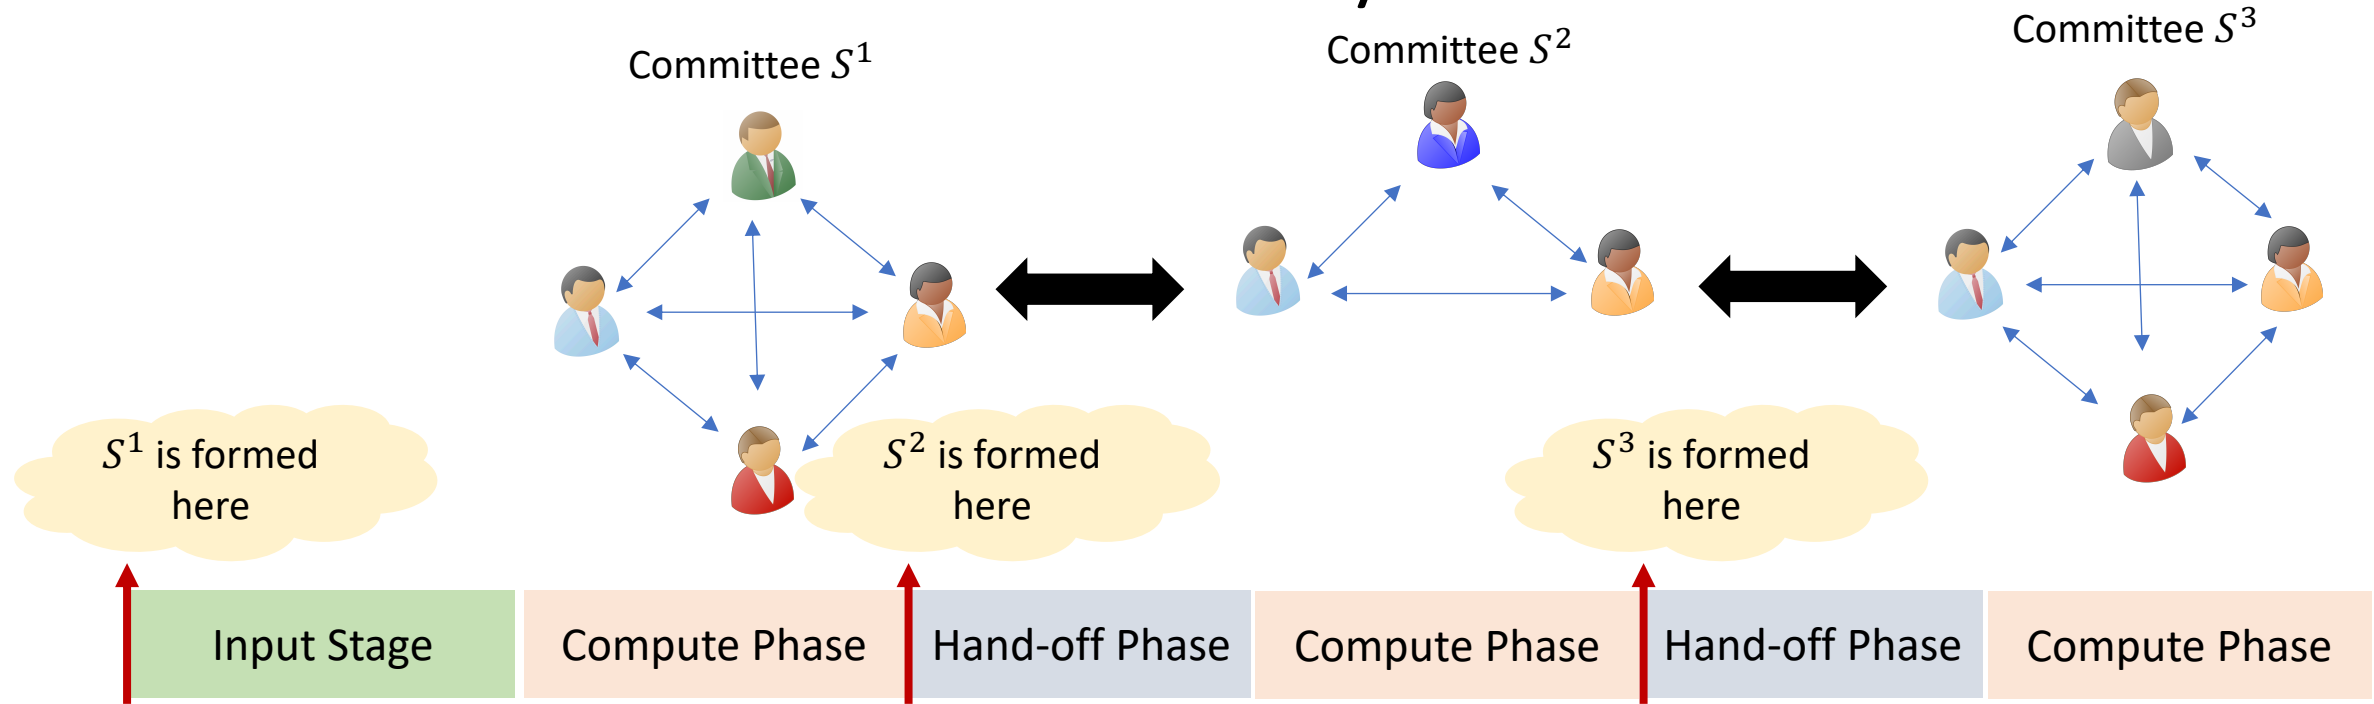 Committee S¹
Committee S²
Committee S³
S¹ is formed
here
S² is formed
here
S³ is formed
here
Input Stage
Compute Phase
Hand-off Phase
Compute Phase
Hand-off Phase
Compute Phase